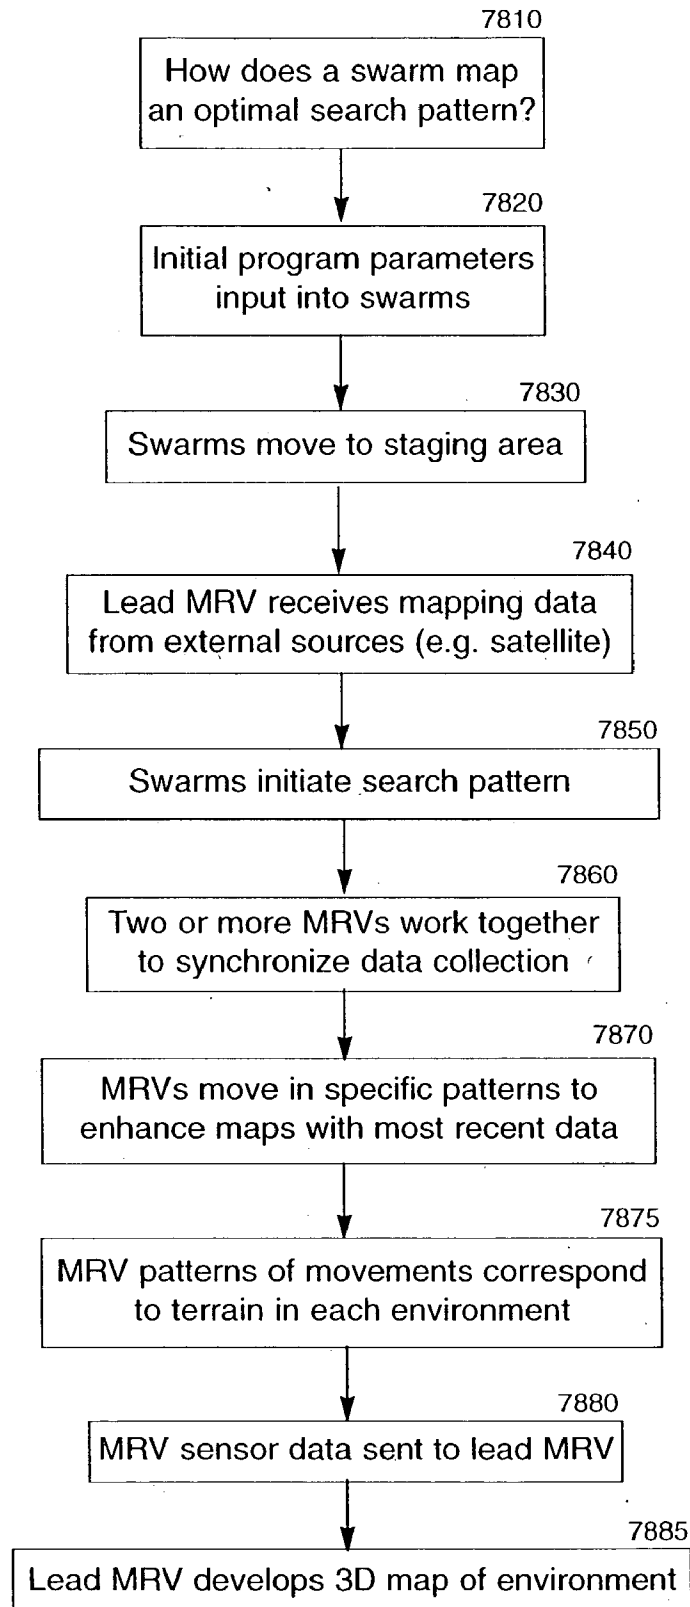 7810
How does a swarm map
an optimal search pattern?
7820
Initial program parameters
input into swarms
7830
Swarms move to staging area
7840
Lead MRV receives mapping data
from external sources (e.g. satellite)
7850
Swarms initiate search pattern
7860
Two or more MRVs work together
to synchronize data collection
7870
MRVs move in specific patterns to
enhance maps with most recent data
7875
MRV patterns of movements correspond
to terrain in each environment
7880
MRV sensor data sent to lead MRV
7885
Lead MRV develops 3D map of environment